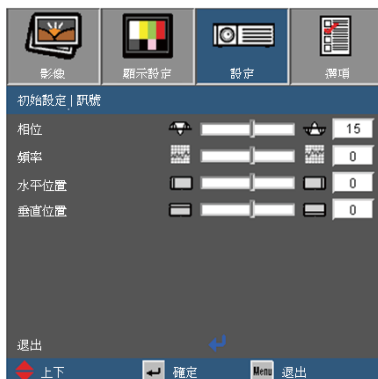 影像 顯示設定 設定 選項
初始設定 | 訊號
相位 15
頻率 0
水平位置 0
垂直位置 0
退出
上下 確定 Menu 退出